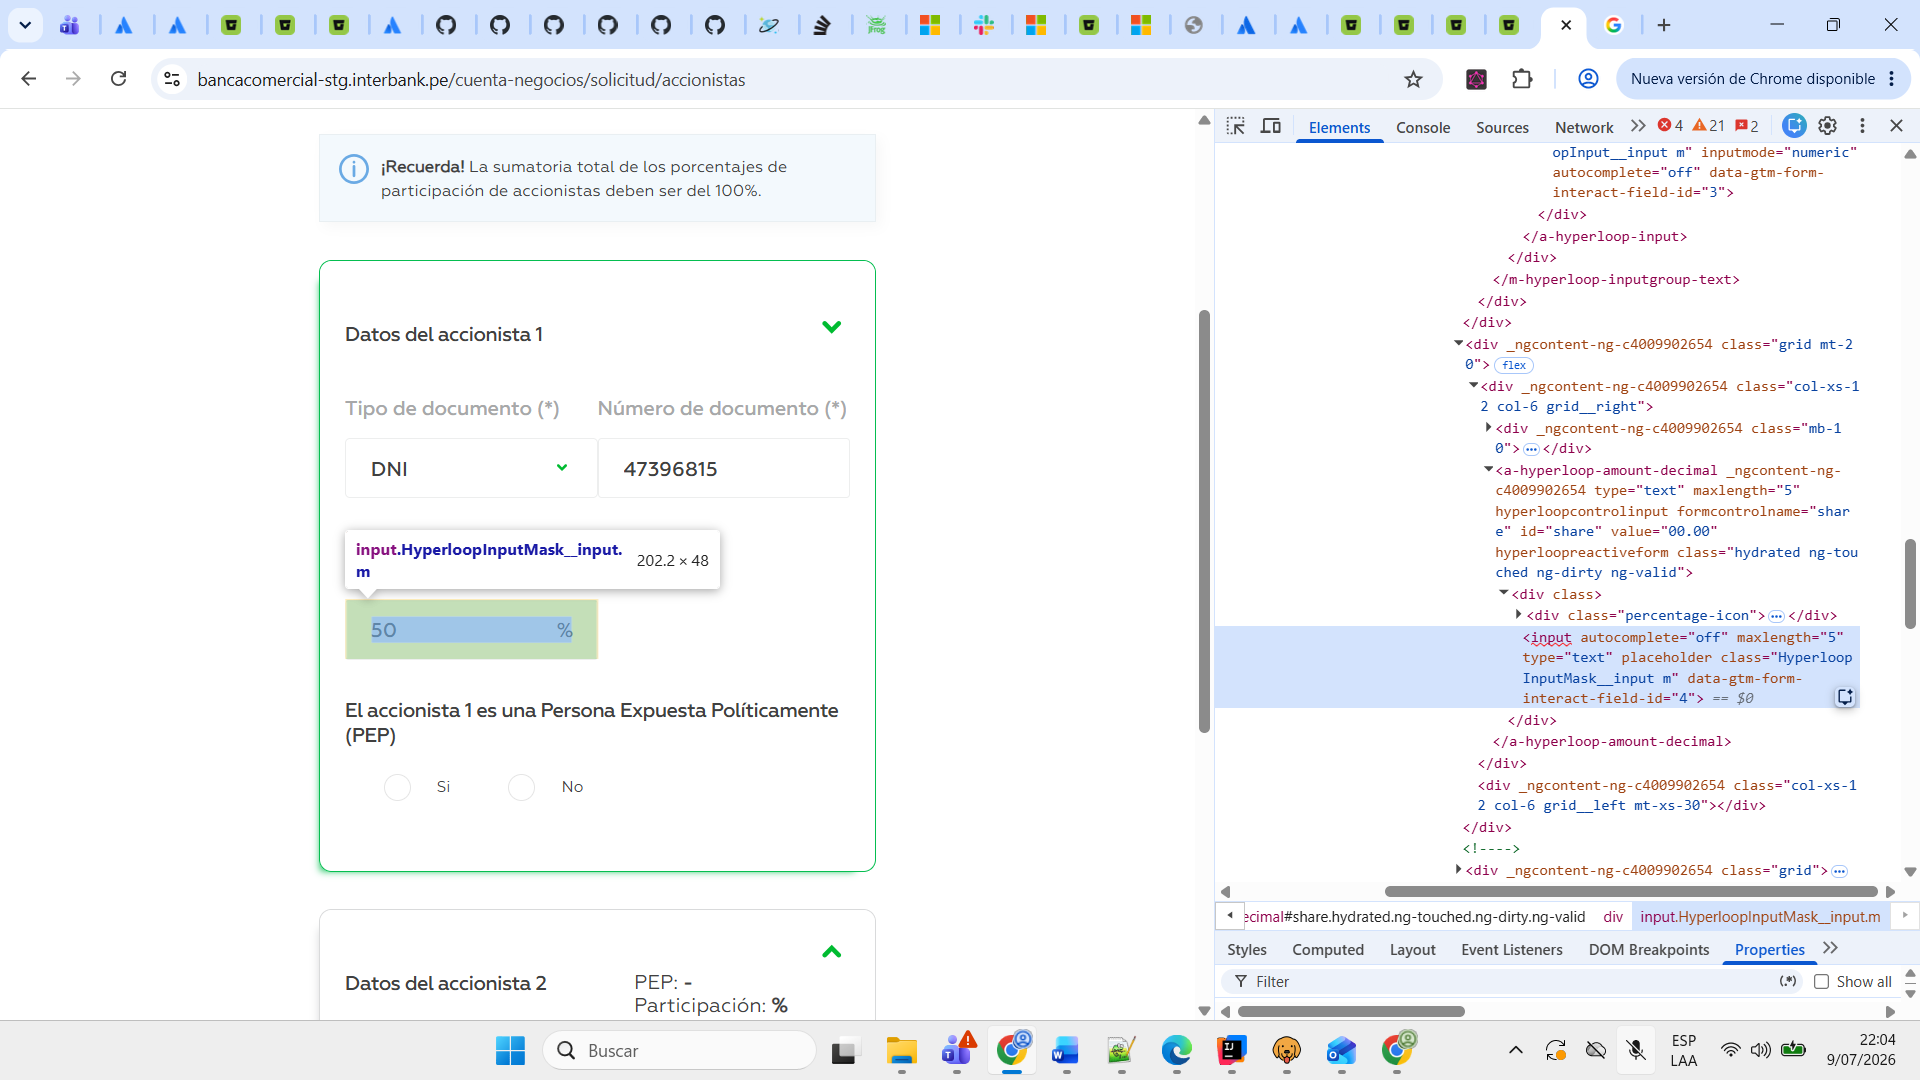 bancacomercial-stg.interbank.pe/cuenta-negocios/solicitud/accionistas
Nueva versión de Chrome disponible
¡Recuerda! La sumatoria total de los porcentajes de
participación de accionistas deben ser del 100%.
Datos del accionista 1
Tipo de documento (*)
Número de documento (*)
DNI
47396815
input.HyperloopInputMask__input.
m
202.2 × 48
50 %
El accionista 1 es una Persona Expuesta Políticamente
(PEP)
Si
No
Datos del accionista 2
PEP: -
Participación: %
Elements Console Sources Network 4 21 2
opInput__input m" inputmode="numeric"
autocomplete="off" data-gtm-form-
interact-field-id="3">
</div>
</a-hyperloop-input>
</div>
</m-hyperloop-inputgroup-text>
</div>
</div>
<div _ngcontent-ng-c4009902654 class="grid mt-2
0"> flex
<div _ngcontent-ng-c4009902654 class="col-xs-1
2 col-6 grid__right">
<div _ngcontent-ng-c4009902654 class="mb-1
0"> … </div>
<a-hyperloop-amount-decimal _ngcontent-ng-
c4009902654 type="text" maxlength="5"
hyperloopcontrolinput formcontrolname="shar
e" id="share" value="00.00"
hyperloopreactiveform class="hydrated ng-tou
ched ng-dirty ng-valid">
<div class>
<div class="percentage-icon"> … </div>
<input autocomplete="off" maxlength="5"
type="text" placeholder class="Hyperloop
InputMask__input m" data-gtm-form-
interact-field-id="4"> == $0
</div>
</a-hyperloop-amount-decimal>
</div>
<div _ngcontent-ng-c4009902654 class="col-xs-1
2 col-6 grid__left mt-xs-30"></div>
</div>
<!---->
<div _ngcontent-ng-c4009902654 class="grid"> …
ecimal#share.hydrated.ng-touched.ng-dirty.ng-valid div input.HyperloopInputMask__input.m
Styles Computed Layout Event Listeners DOM Breakpoints Properties
Filter (.*) Show all
Buscar
ESP
LAA
22:04
9/07/2026